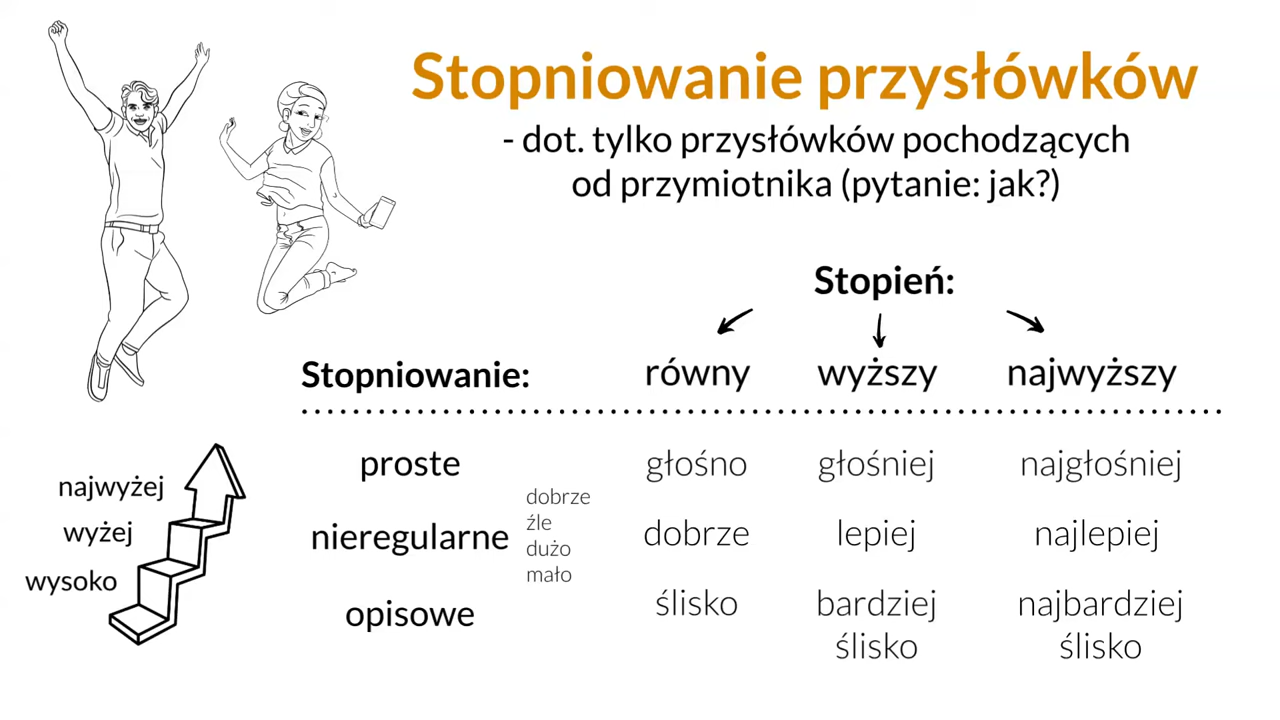 Stopniowanie przysłówków
- dot. tylko przysłówków pochodzących
od przymiotnika (pytanie: jak?)
Stopień:
Stopniowanie: równy wyższy najwyższy
proste głośno głośniej najgłośniej
nieregularne dobrze lepiej najlepiej
dobrze
źle
dużo
mało
opisowe ślisko bardziej najbardziej
ślisko ślisko
najwyżej
wyżej
wysoko